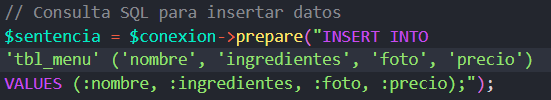 // Consulta SQL para insertar datos
$sentencia = $conexion->prepare("INSERT INTO
'tbl_menu' ('nombre', 'ingredientes', 'foto', 'precio')
VALUES (:nombre, :ingredientes, :foto, :precio);");